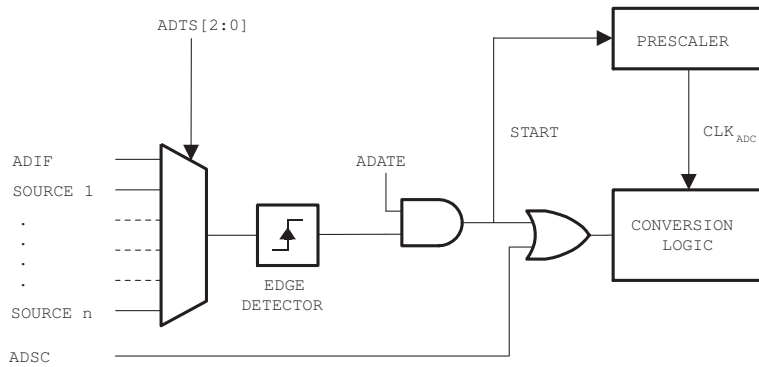 ADTS[2:0]
PRESCALER
START
CLK ADC
ADIF
ADATE
SOURCE 1
.
.
.
.
CONVERSION
LOGIC
EDGE
DETECTOR
SOURCE n
ADSC